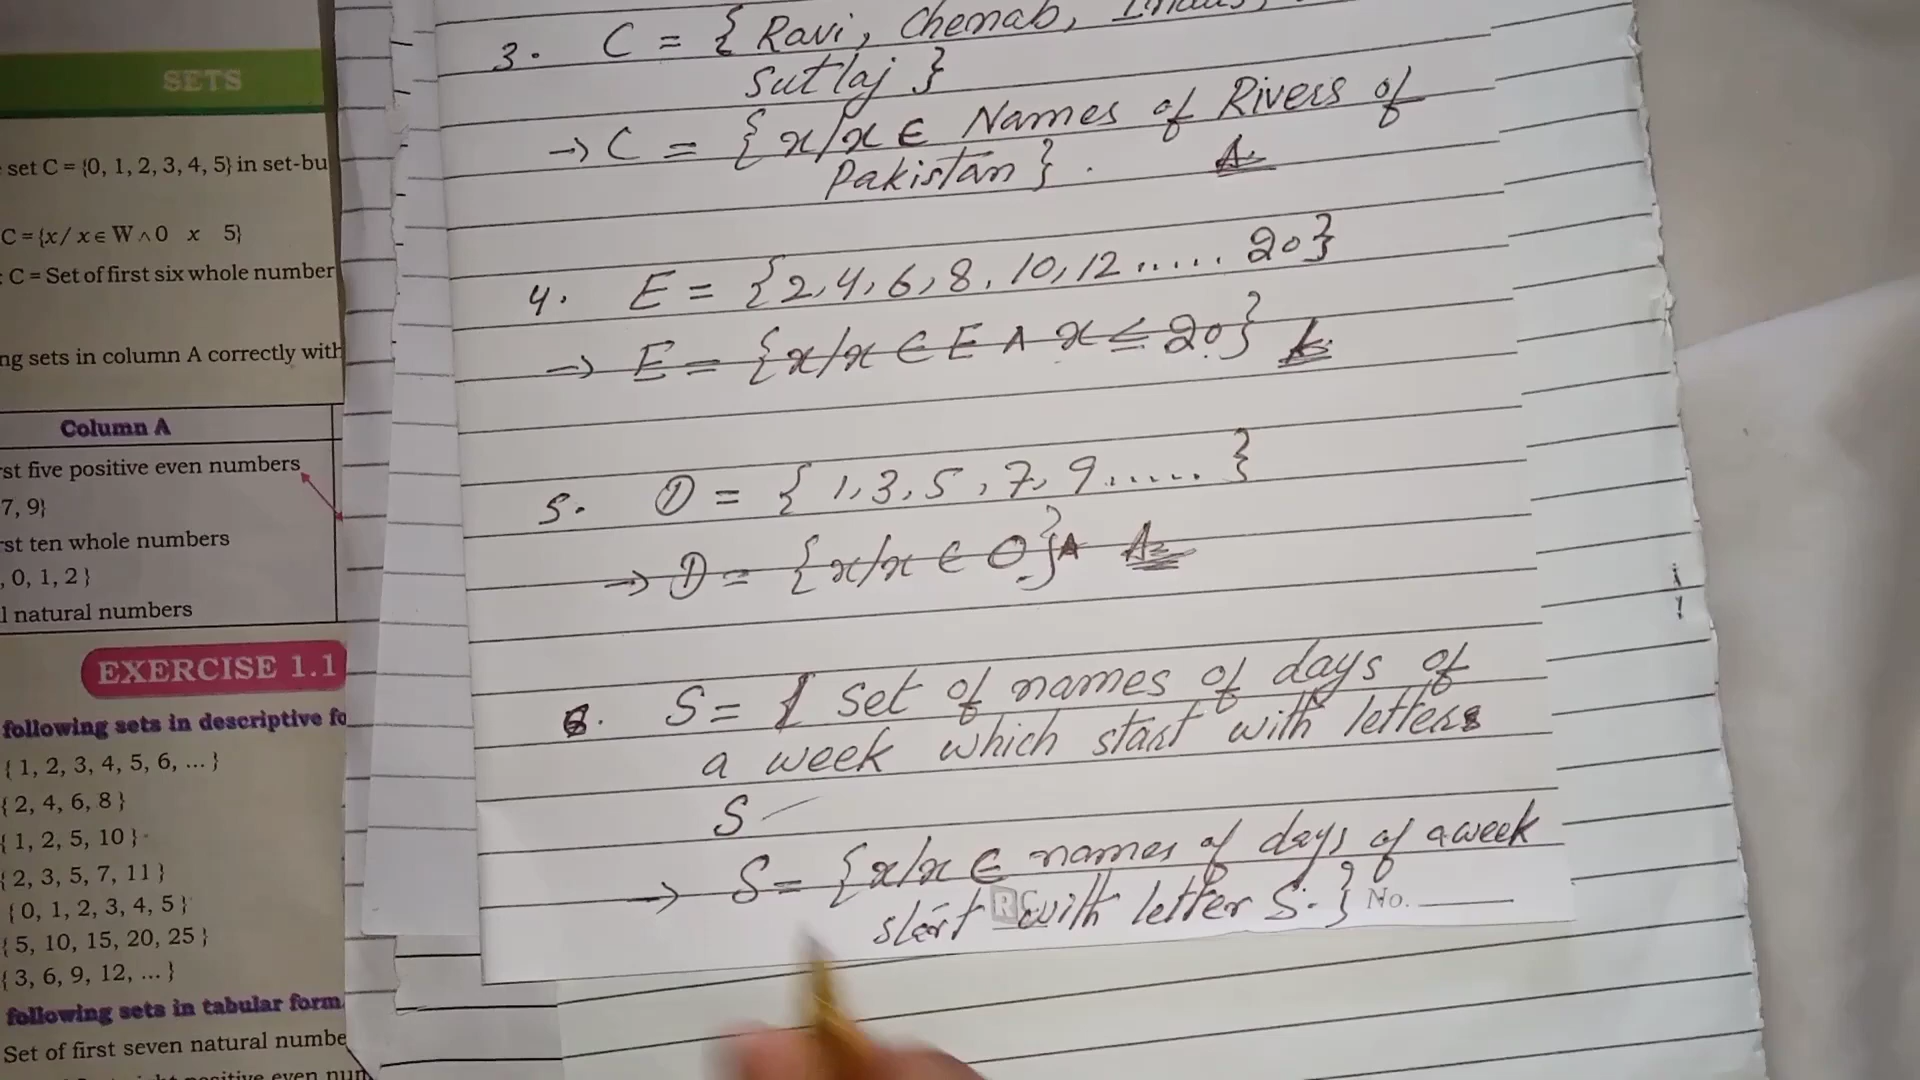 SETS
set C = {0, 1, 2, 3, 4, 5} in set-bu
C = {x/ x ∈ W ∧ 0 x 5}
C = Set of first six whole number
ng sets in column A correctly with
Column A
rst five positive even numbers
7, 9}
rst ten whole numbers
, 0, 1, 2}
l natural numbers
EXERCISE 1.1
following sets in descriptive fo
{1, 2, 3, 4, 5, 6, ...}
{2, 4, 6, 8}
{1, 2, 5, 10}
{2, 3, 5, 7, 11}
{0, 1, 2, 3, 4, 5}
{5, 10, 15, 20, 25}
{3, 6, 9, 12, ...}
following sets in tabular form.
Set of first seven natural numbe
positive even num
3. C = { Ravi, Chenab,
Sutlaj }
→ C = {x/x ∈ Names of Rivers of
Pakistan}.
4. E = {2,4,6,8,10,12..... 20}
→ E = {x/x ∈ E ∧ x ≤ 20}
5. O = {1,3,5,7,9.....}
→ O = {x/x ∈ O}
6. S = { set of names of days of
a week which start with letters
S
→ S = {x/x ∈ names of days of a week
start with letter S.} No.